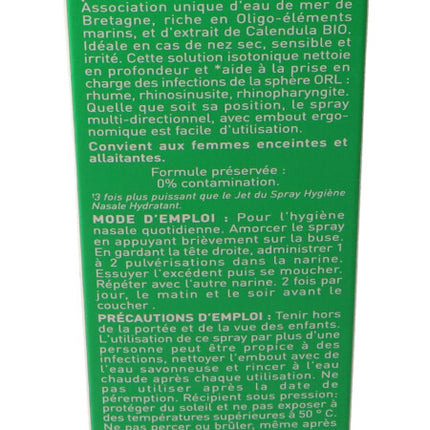 Association unique d'eau de mer de
Bretagne, riche en Oligo-éléments
marins, et d'extrait de Calendula BIO.
Idéale en cas de nez sec, sensible et
irrité. Cette solution isotonique nettoie
en profondeur et *aide à la prise en
charge des infections de la sphère ORL :
rhume, rhinosinusite, rhinopharyngite.
Quelle que soit sa position, le spray
multi-directionnel, avec embout ergo-
nomique est facile d'utilisation.
Convient aux femmes enceintes et
allaitantes.
Formule préservée :
0% contamination.
¹3 fois plus puissant que le Jet du Spray Hygiène
Nasale Hydratant.
MODE D'EMPLOI : Pour l'hygiène
nasale quotidienne. Amorcer le spray
en appuyant brièvement sur la buse.
En gardant la tête droite, administrer 1
à 2 pulvérisations dans la narine.
Essuyer l'excédent puis se moucher.
Répéter avec l'autre narine. 2 fois par
jour, le matin et le soir avant le
coucher .
PRÉCAUTIONS D'EMPLOI : Tenir hors
de la portée et de la vue des enfants.
L'utilisation de ce spray par plus d'une
personne peut être propice à des
infections, nettoyer l'embout avec de
l'eau savonneuse et rincer à l'eau
chaude après chaque utilisation. Ne
pas utiliser après la date de
péremption. Récipient sous pression:
protéger du soleil et ne pas exposer à
des températures supérieures à 50 °C.
Ne pas percer ou brûler, même après